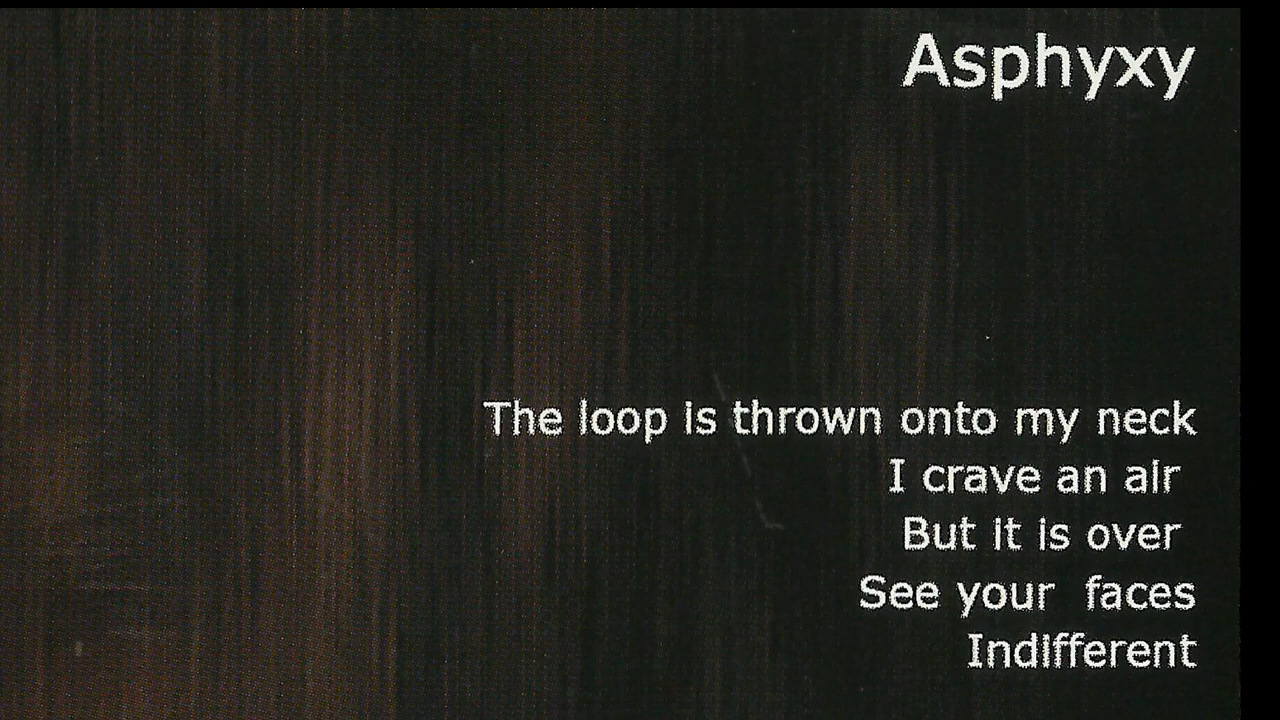 Asphyxy
The loop is thrown onto my neck
I crave an air
But it is over
See your faces
Indifferent